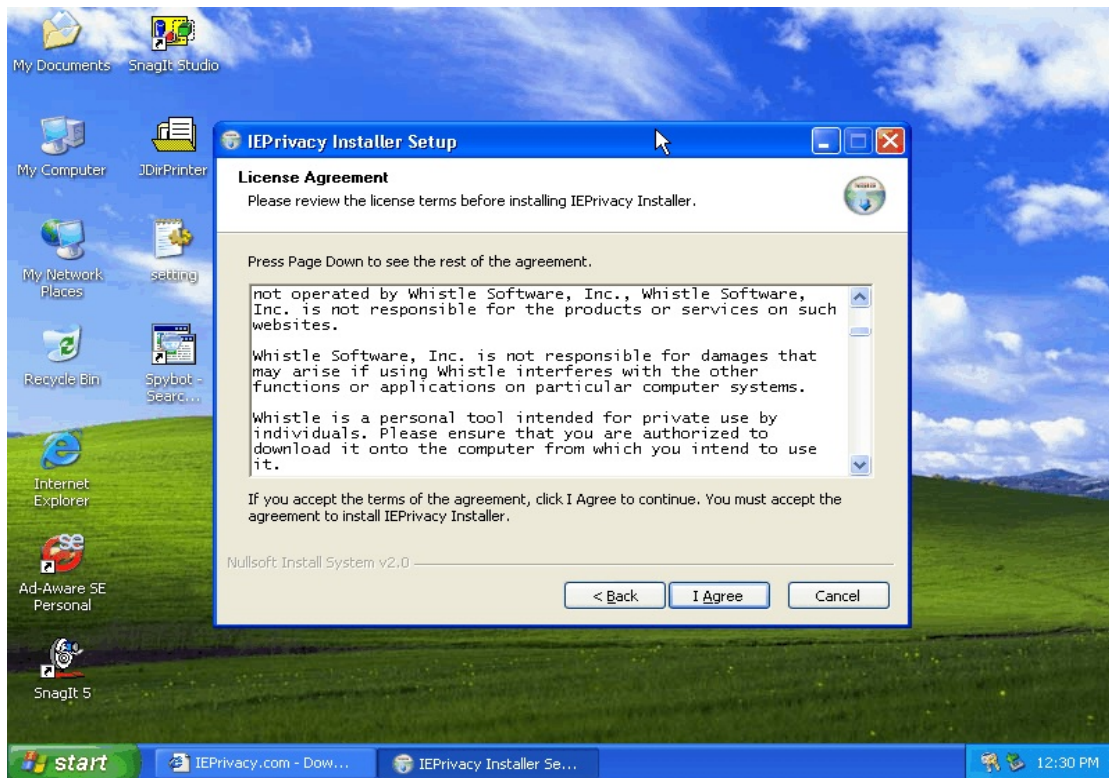 My Documents
SnagIt Studio
My Computer
JDirPrinter
My Network
Places
setting
Recycle Bin
Spybot -
Searc...
Internet
Explorer
Ad-Aware SE
Personal
SnagIt 5
IEPrivacy Installer Setup
License Agreement
Please review the license terms before installing IEPrivacy Installer.
Press Page Down to see the rest of the agreement.
not operated by Whistle Software, Inc., Whistle Software,
Inc. is not responsible for the products or services on such
websites.
Whistle Software, Inc. is not responsible for damages that
may arise if using Whistle interferes with the other
functions or applications on particular computer systems.
Whistle is a personal tool intended for private use by
individuals. Please ensure that you are authorized to
download it onto the computer from which you intend to use
it.
If you accept the terms of the agreement, click I Agree to continue. You must accept the
agreement to install IEPrivacy Installer.
Nullsoft Install System v2.0
< Back
I Agree
Cancel
start
IEPrivacy.com - Dow...
IEPrivacy Installer Se...
12:30 PM